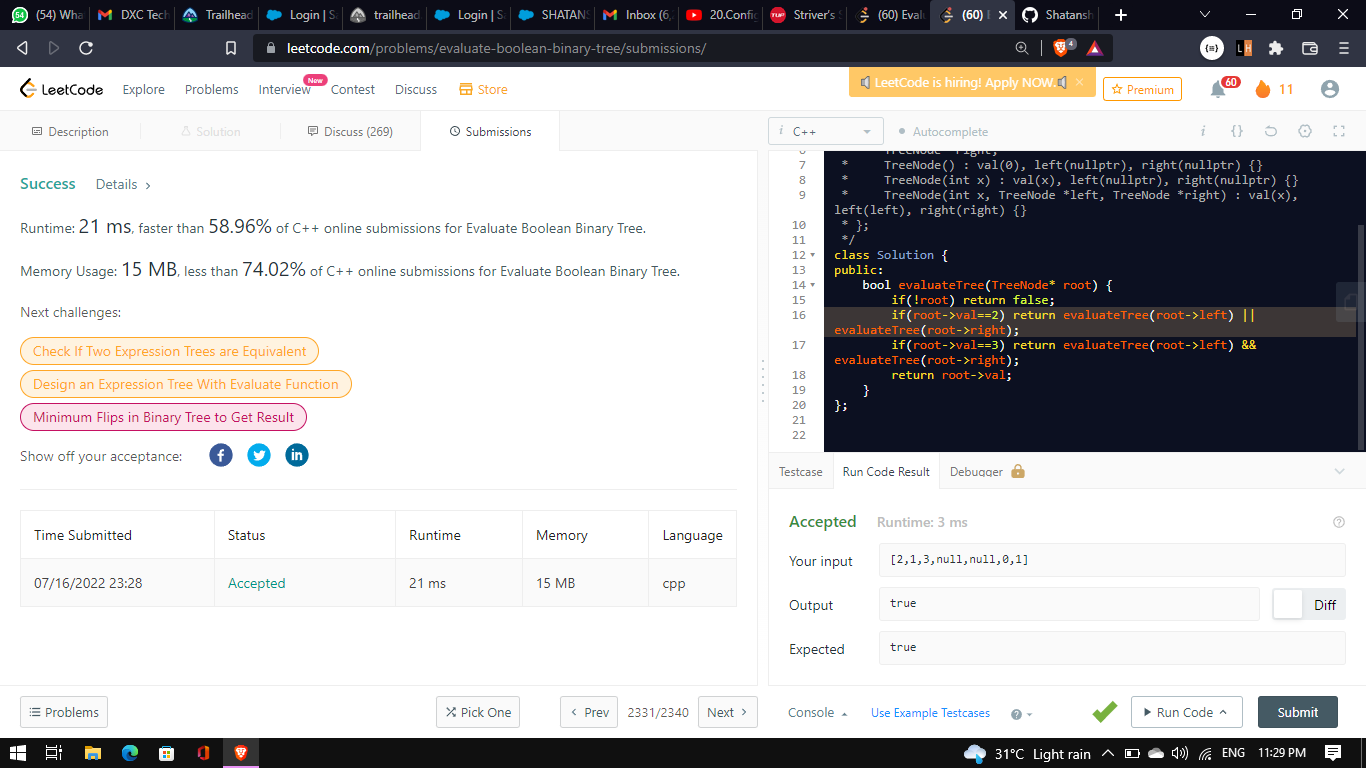 (54) Wha
DXC Tech
Trailhead
Login | Sa
trailhead
Login | S
SHATANS
Inbox (6,
20.Config
Striver's S
(60) Evalu
(60) E
Shatansh
leetcode.com/problems/evaluate-boolean-binary-tree/submissions/
4
LeetCode
Explore
Problems
Interview
New
Contest
Discuss
Store
LeetCode is hiring! Apply NOW.
×
Premium
60
11
Description
Solution
Discuss (269)
Submissions
i C++
Autocomplete
Success
Details
Runtime: 21 ms, faster than 58.96% of C++ online submissions for Evaluate Boolean Binary Tree.
Memory Usage: 15 MB, less than 74.02% of C++ online submissions for Evaluate Boolean Binary Tree.
Next challenges:
Check If Two Expression Trees are Equivalent
Design an Expression Tree With Evaluate Function
Minimum Flips in Binary Tree to Get Result
Show off your acceptance:
Time Submitted Status Runtime Memory Language
07/16/2022 23:28 Accepted 21 ms 15 MB cpp
6 * TreeNode *right;
7 * TreeNode() : val(0), left(nullptr), right(nullptr) {}
8 * TreeNode(int x) : val(x), left(nullptr), right(nullptr) {}
9 * TreeNode(int x, TreeNode *left, TreeNode *right) : val(x),
left(left), right(right) {}
10 * };
11 */
12 class Solution {
13 public:
14 bool evaluateTree(TreeNode* root) {
15 if(!root) return false;
16 if(root->val==2) return evaluateTree(root->left) ||
evaluateTree(root->right);
17 if(root->val==3) return evaluateTree(root->left) &&
evaluateTree(root->right);
18 return root->val;
19 }
20 };
21
22
Testcase
Run Code Result
Debugger
Accepted
Runtime: 3 ms
Your input
[2,1,3,null,null,0,1]
Output
true
Diff
Expected
true
Problems
Pick One
Prev
2331/2340
Next
Console
Use Example Testcases
Run Code
Submit
31°C Light rain
ENG
11:29 PM